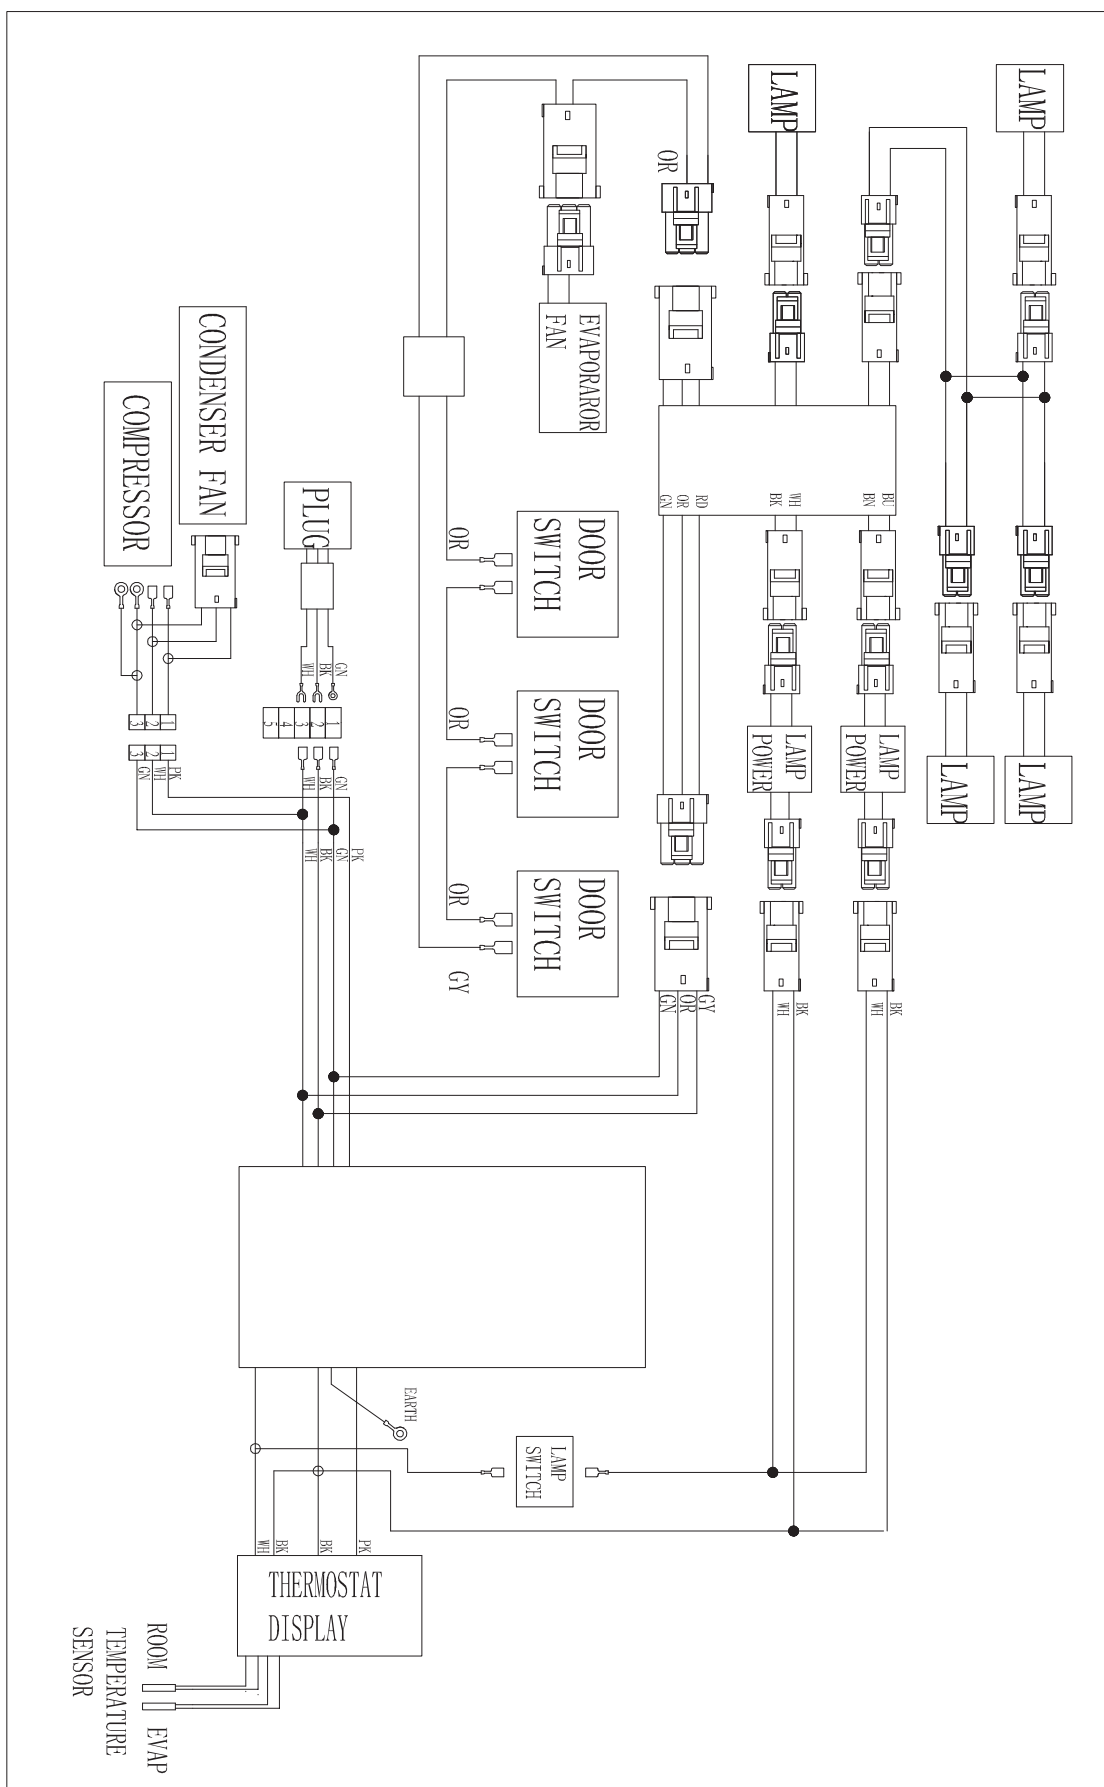 LAMP
LAMP
OR
EVAPORAROR
FAN
CONDENSER FAN
COMPRESSOR
PLUG
GN
OR
RD
BK
WH
BN
BU
OR
DOOR
SWITCH
WH
BK
GN
5
4
3
2
1
3
2
1
3
2
1
GN
WH
PK
WH
BK
GN
OR
DOOR
SWITCH
LAMP
POWER
LAMP
POWER
LAMP
LAMP
WH
BK
GN
PK
OR
GY
DOOR
SWITCH
GN
OR
GY
WH
BK
WH
BK
EARTH
LAMP
SWITCH
WH
BK
BK
PK
THERMOSTAT
DISPLAY
ROOM
EVAP
TEMPERATURE
SENSOR